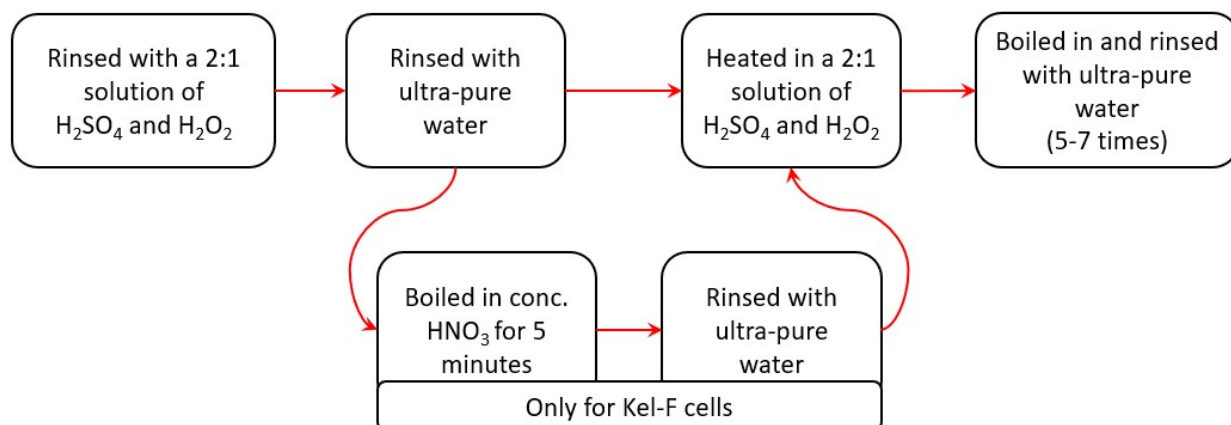 Rinsed with a 2:1
solution of
H₂SO₄ and H₂O₂
Rinsed with
ultra-pure
water
Heated in a 2:1
solution of
H₂SO₄ and H₂O₂
Boiled in and rinsed
with ultra-pure
water
(5-7 times)
Boiled in conc.
HNO₃ for 5
minutes
Rinsed with
ultra-pure
water
Only for Kel-F cells